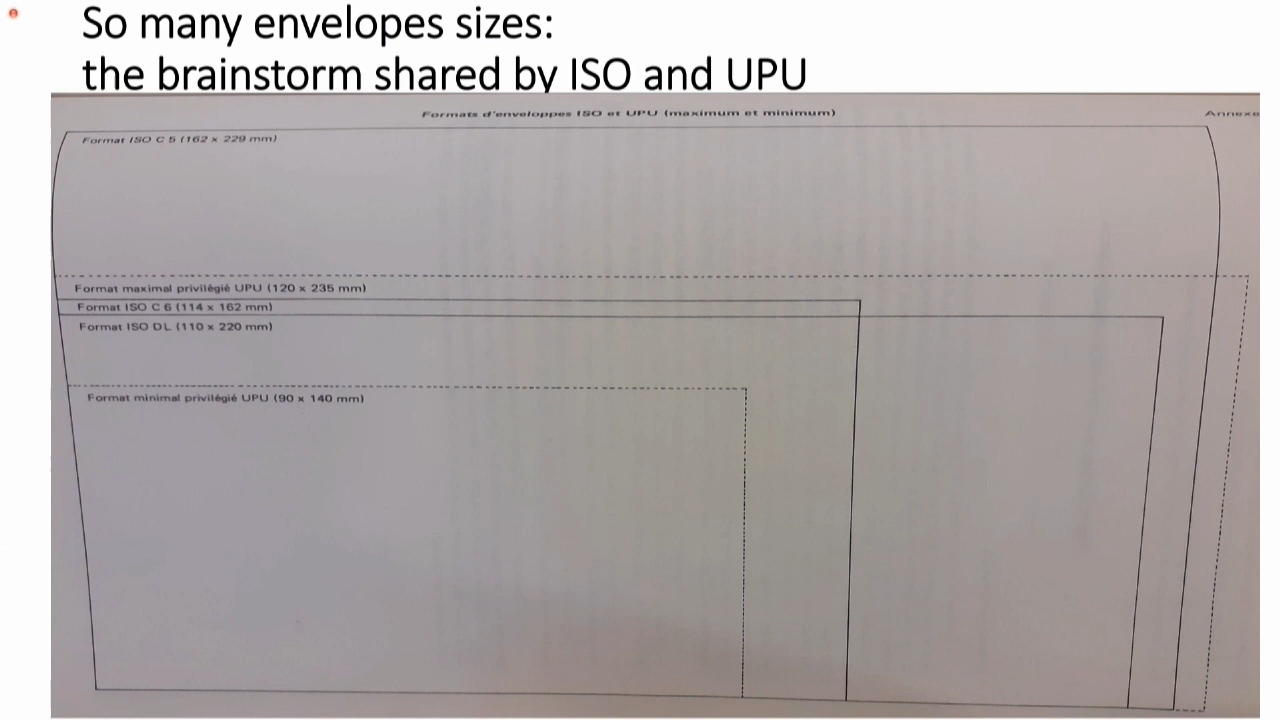 So many envelopes sizes:
the brainstorm shared by ISO and UPU
Formats d'enveloppes ISO et UPU (maximum et minimum)
Annexe
Format ISO C 5 (162 x 229 mm)
Format maximal privilégié UPU (120 x 235 mm)
Format ISO C 6 (114 x 162 mm)
Format ISO DL (110 x 220 mm)
Format minimal privilégié UPU (90 x 140 mm)